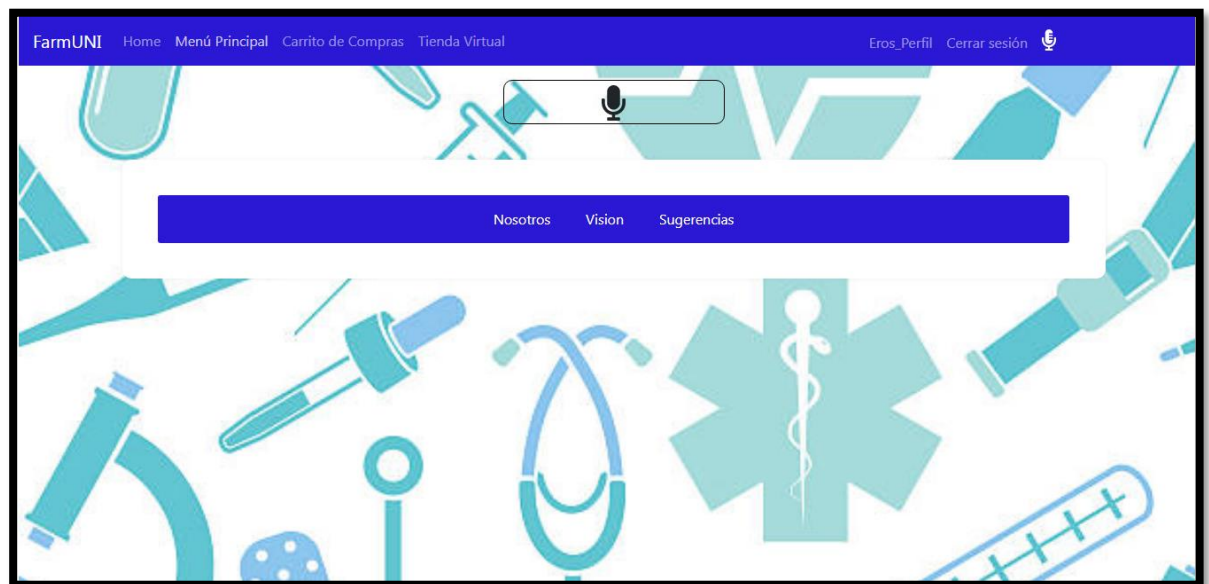 FarmUNI Home Menú Principal Carrito de Compras Tienda Virtual Eros_Perfil Cerrar sesión
Nosotros Vision Sugerencias